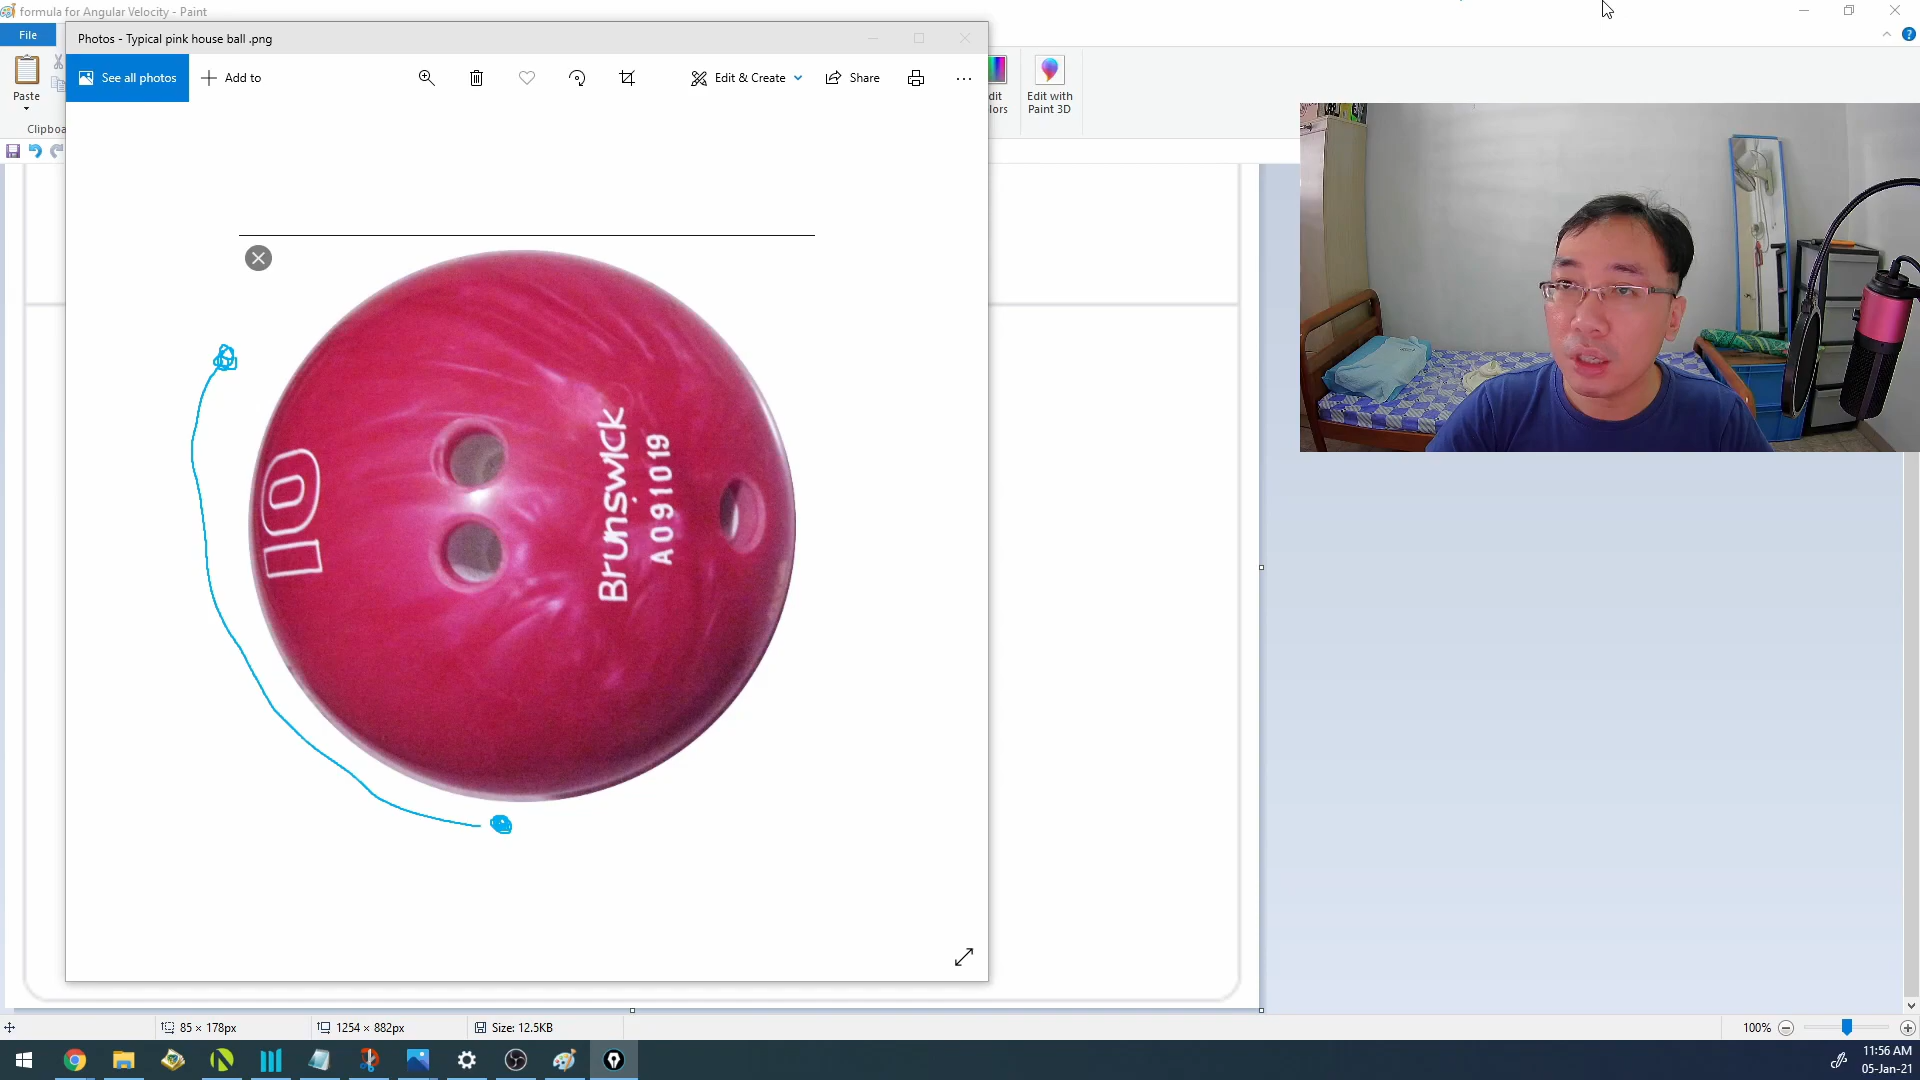 formula for Angular Velocity - Paint
File
Photos - Typical pink house ball .png
See all photos
Add to
Edit & Create
Share
Paste
Clipboa
dit
lors
Edit with
Paint 3D
10
Brunswick
A091019
85 × 178px
1254 × 882px
Size: 12.5KB
100%
11:56 AM
05-Jan-21